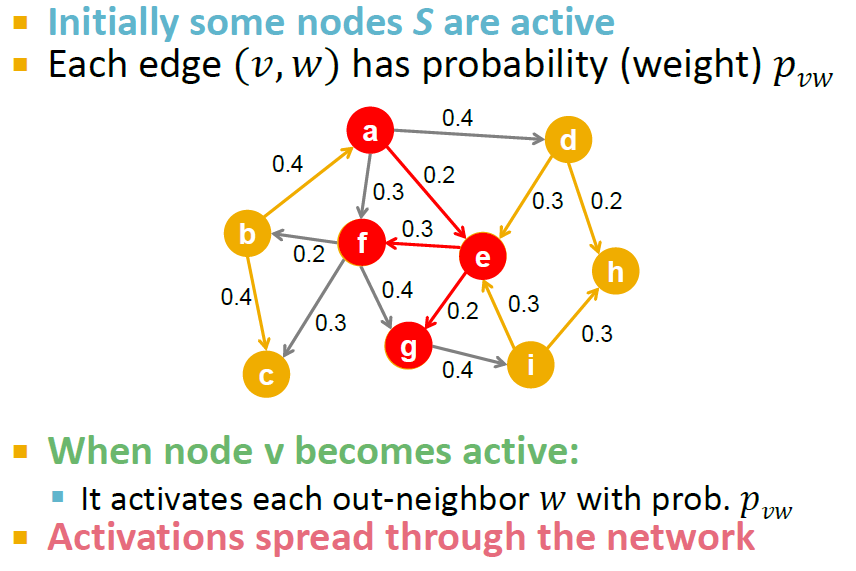 Initially some nodes S are active
Each edge (v, w) has probability (weight) p_vw
0.4
a
d
0.4
0.2
0.3
0.3
0.2
b
0.3
f
e
0.2
h
0.4
0.4
0.3
0.2
0.3
0.3
g
c
0.4
i
When node v becomes active:
It activates each out-neighbor w with prob. p_vw
Activations spread through the network